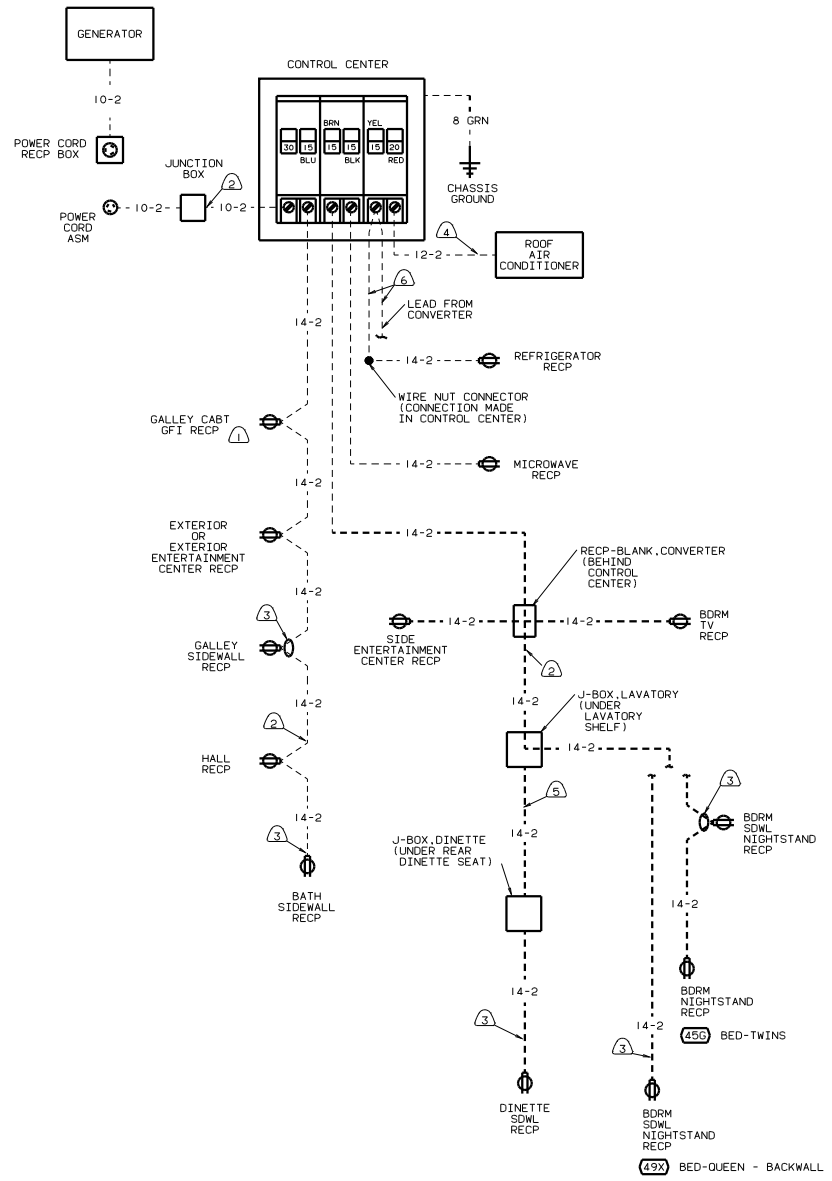 GENERATOR
10-2
POWER CORD
RECP BOX
CONTROL CENTER
BRN
YEL
30
15
15
15
15
20
BLU
BLK
RED
8 GRN
CHASSIS
GROUND
JUNCTION
BOX
2
10-2
10-2
POWER
CORD
ASM
4
12-2
ROOF
AIR
CONDITIONER
6
LEAD FROM
CONVERTER
14-2
14-2
REFRIGERATOR
RECP
WIRE NUT CONNECTOR
(CONNECTION MADE
IN CONTROL CENTER)
GALLEY CABT
GFI RECP
1
14-2
MICROWAVE
RECP
14-2
EXTERIOR
OR
EXTERIOR
ENTERTAINMENT
CENTER RECP
14-2
RECP-BLANK,CONVERTER
(BEHIND
CONTROL
CENTER)
14-2
3
GALLEY
SIDEWALL
RECP
14-2
14-2
SIDE
ENTERTAINMENT
CENTER RECP
BDRM
TV
RECP
2
14-2
14-2
J-BOX,LAVATORY
(UNDER
LAVATORY
SHELF)
2
14-2
HALL
RECP
5
3
14-2
14-2
BDRM
SDWL
NIGHTSTAND
RECP
3
J-BOX,DINETTE
(UNDER REAR
DINETTE SEAT)
BATH
SIDEWALL
RECP
14-2
14-2
BDRM
NIGHTSTAND
RECP
3
14-2
45G BED-TWINS
3
DINETTE
SDWL
RECP
BDRM
SDWL
NIGHTSTAND
RECP
49X BED-QUEEN - BACKWALL